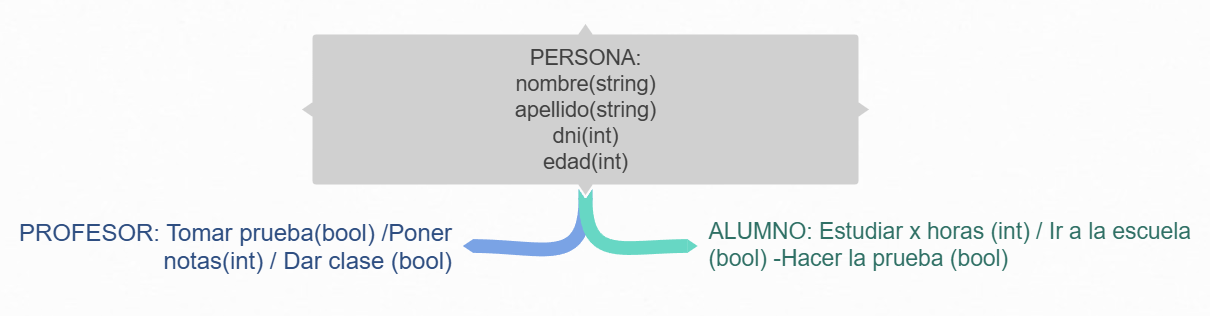 PERSONA:
nombre(string)
apellido(string)
dni(int)
edad(int)
PROFESOR: Tomar prueba(bool) /Poner
notas(int) / Dar clase (bool)
ALUMNO: Estudiar x horas (int) / Ir a la escuela
(bool) -Hacer la prueba (bool)